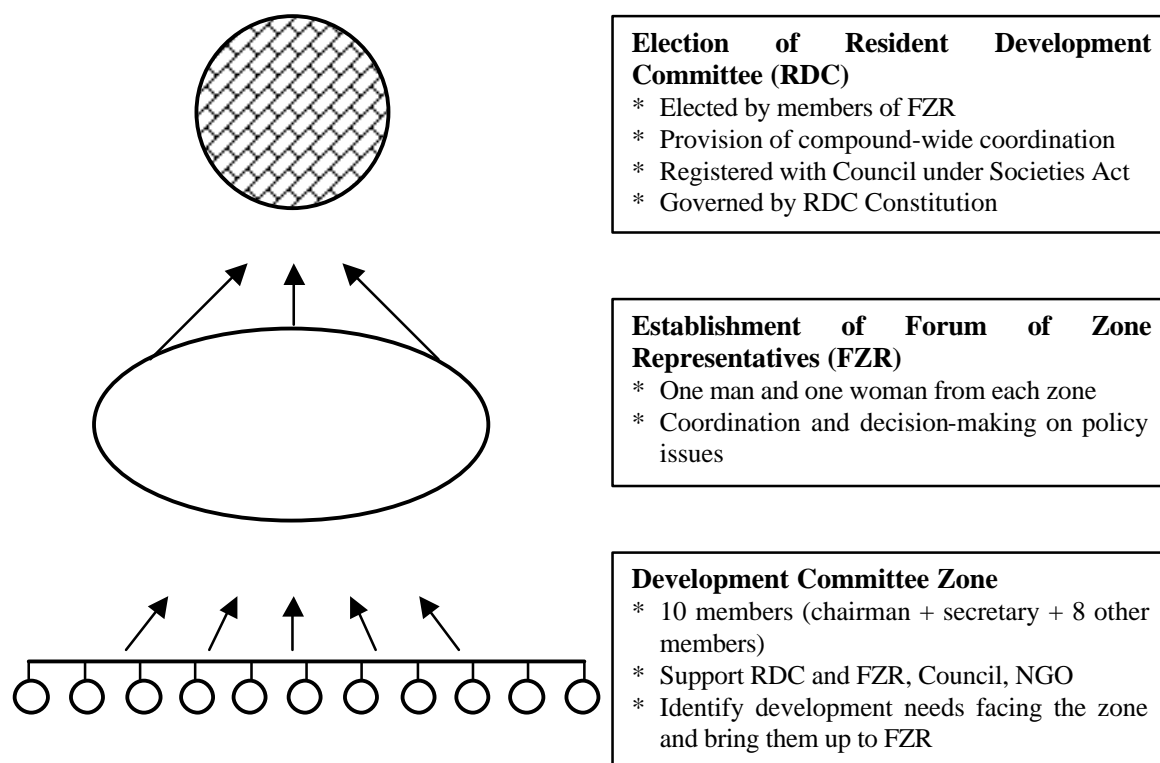 Election of Resident Development
Committee (RDC)
* Elected by members of FZR
* Provision of compound-wide coordination
* Registered with Council under Societies Act
* Governed by RDC Constitution
Establishment of Forum of Zone
Representatives (FZR)
* One man and one woman from each zone
* Coordination and decision-making on policy
issues
Development Committee Zone
* 10 members (chairman + secretary + 8 other
members)
* Support RDC and FZR, Council, NGO
* Identify development needs facing the zone
and bring them up to FZR